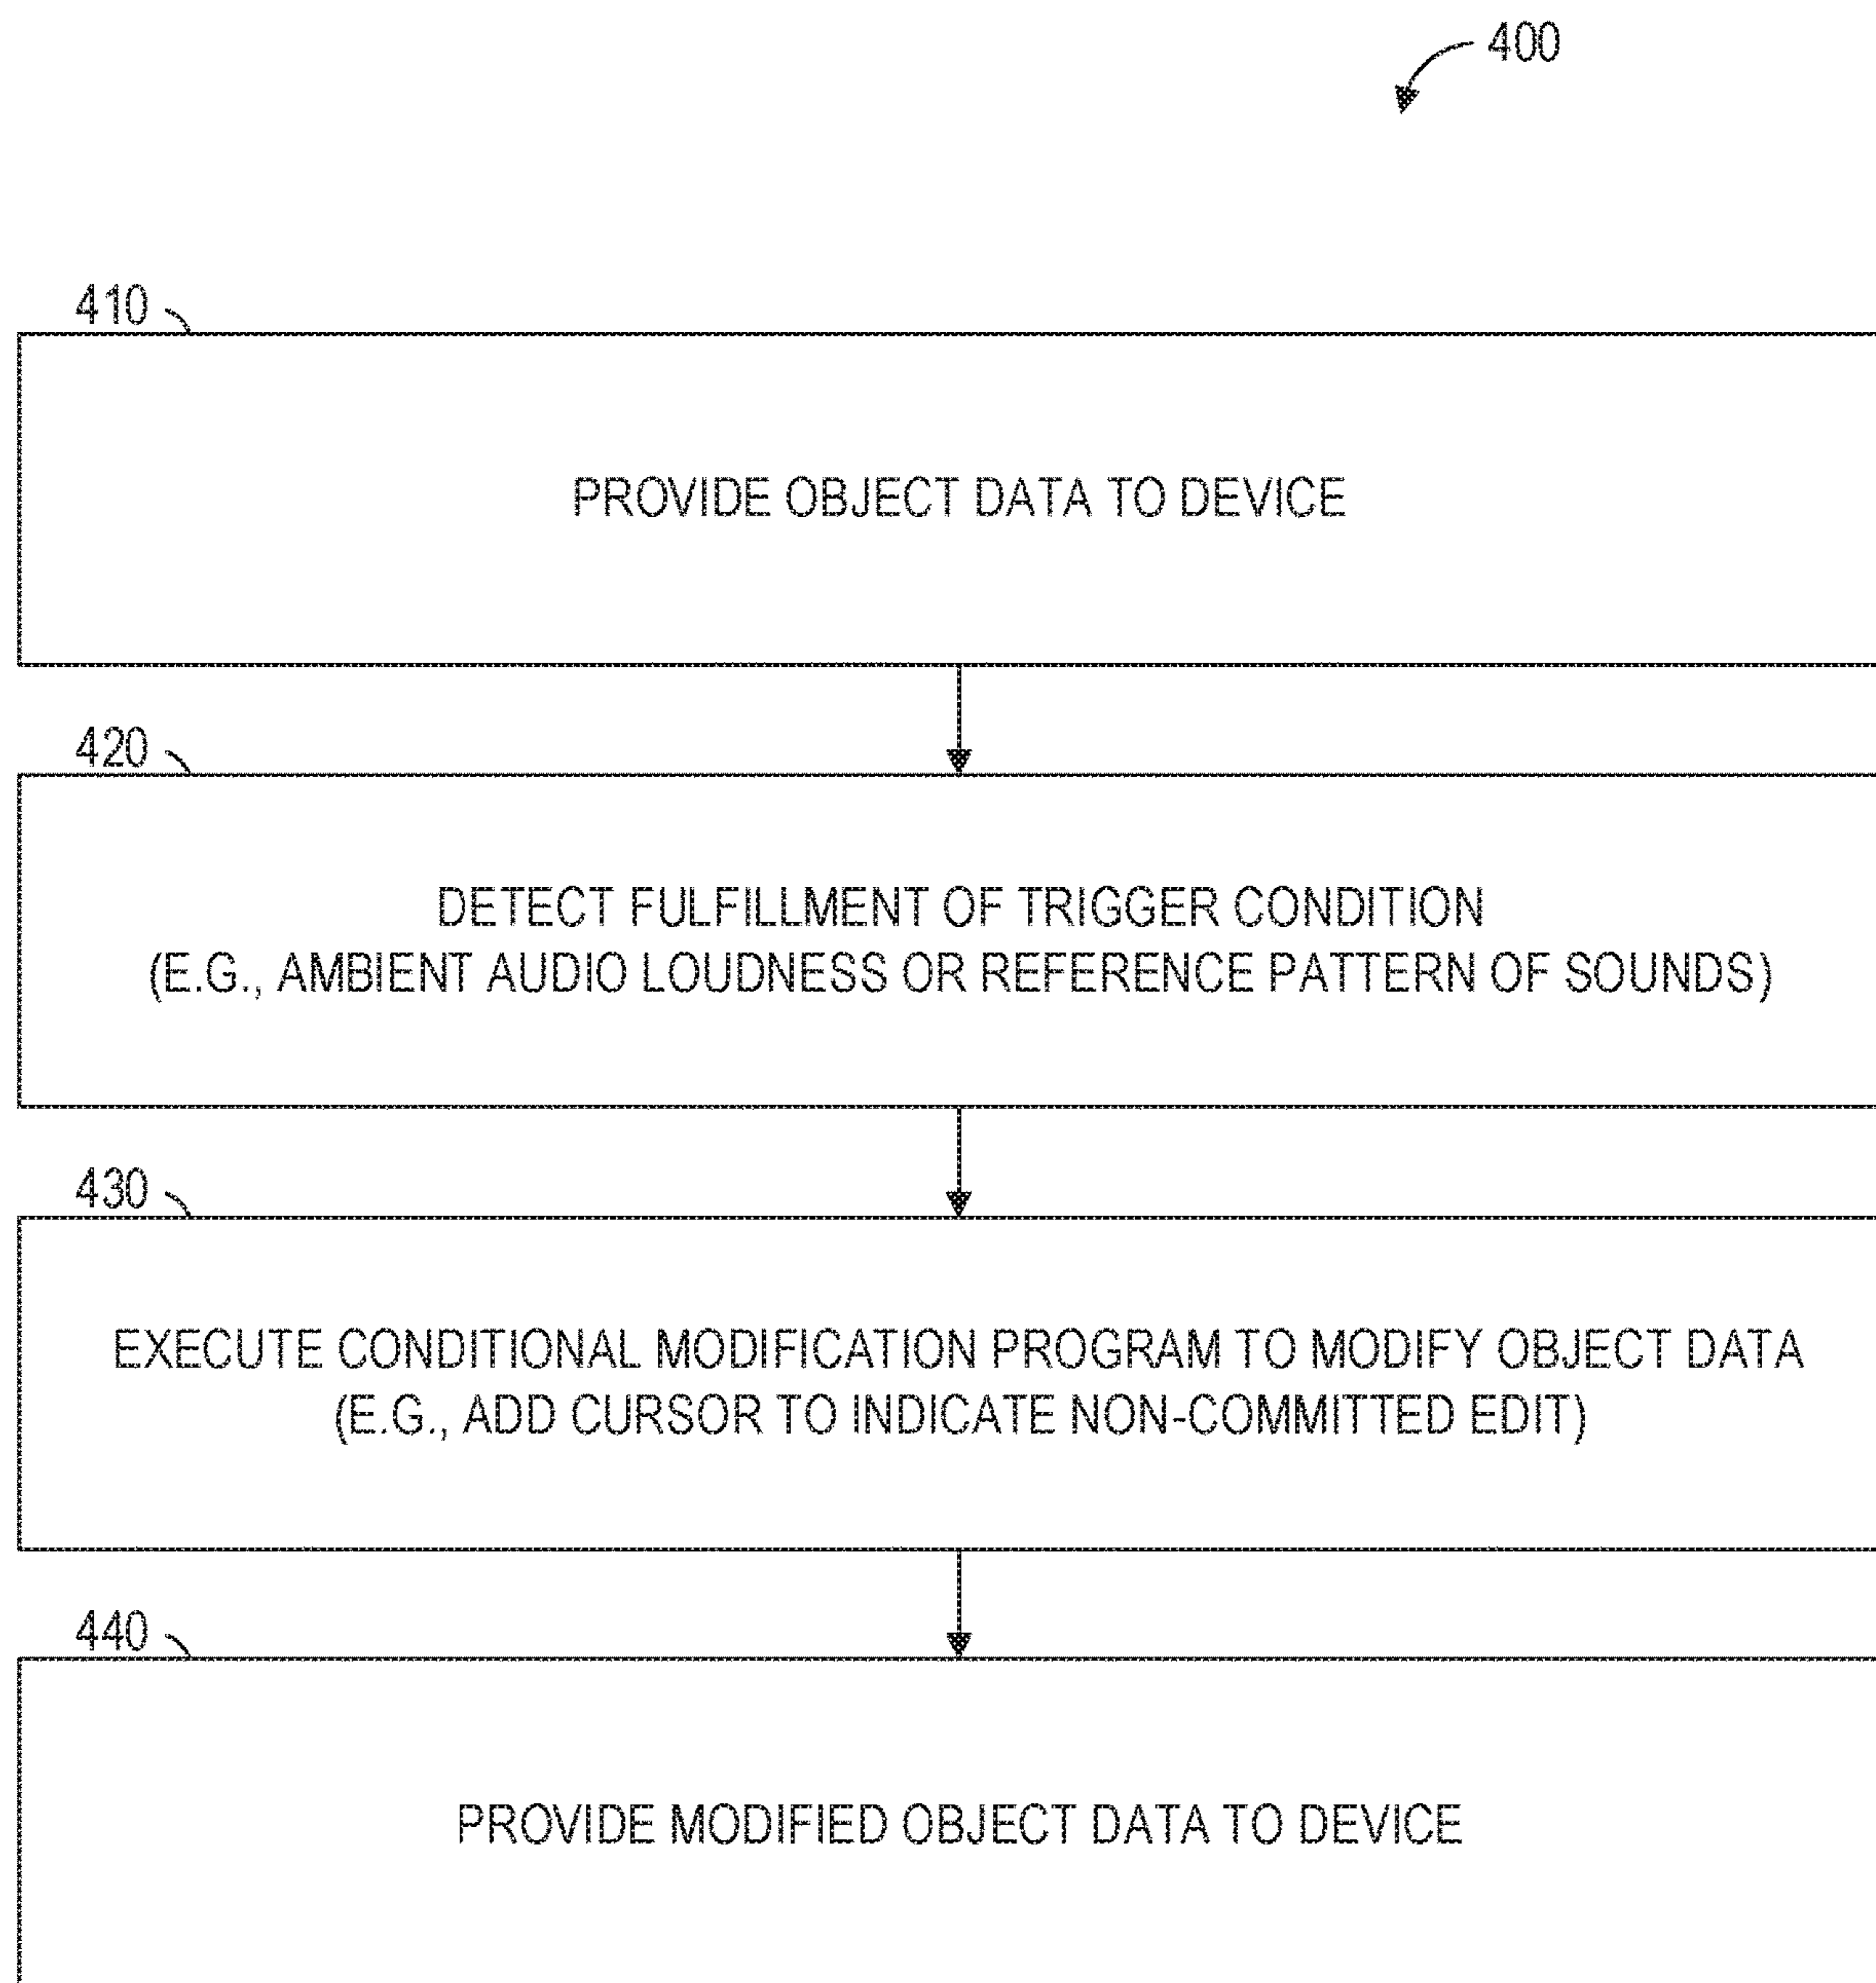 400
410
PROVIDE OBJECT DATA TO DEVICE
420
DETECT FULFILLMENT OF TRIGGER CONDITION
(E.G., AMBIENT AUDIO LOUDNESS OR REFERENCE PATTERN OF SOUNDS)
430
EXECUTE CONDITIONAL MODIFICATION PROGRAM TO MODIFY OBJECT DATA
(E.G., ADD CURSOR TO INDICATE NON-COMMITTED EDIT)
440
PROVIDE MODIFIED OBJECT DATA TO DEVICE